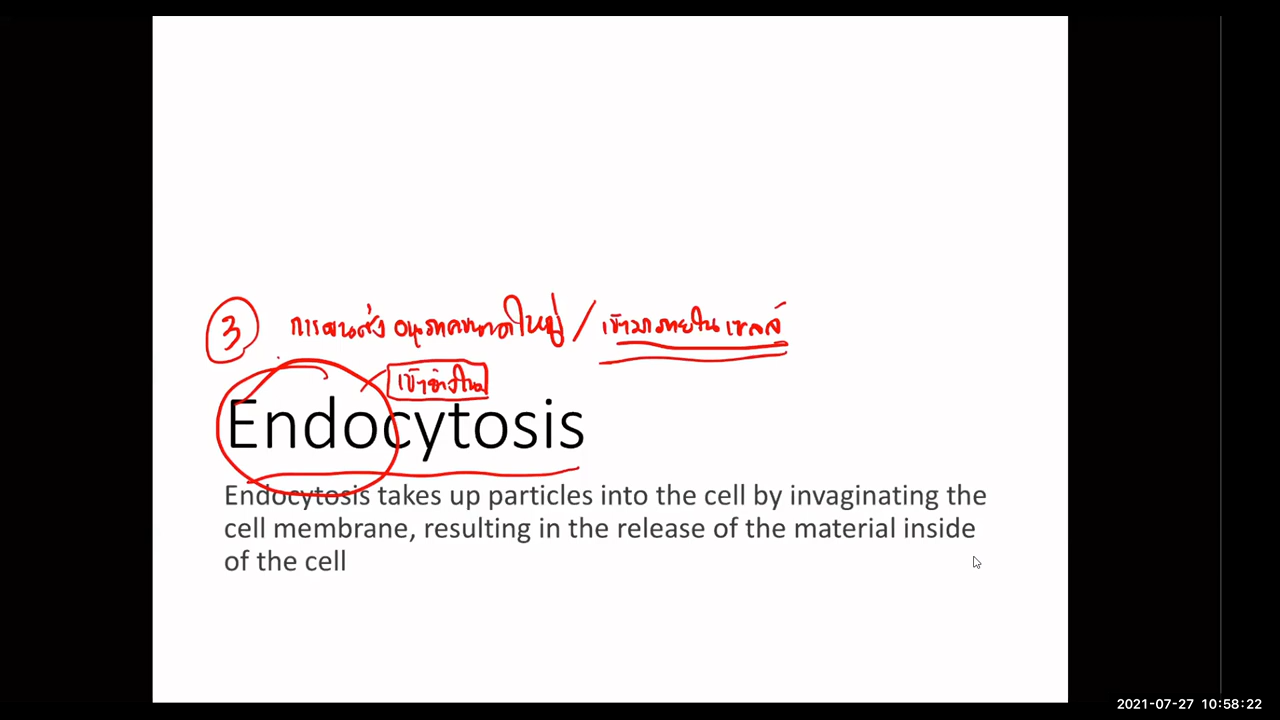 3 การขนส่ง อนุภาคขนาดใหญ่ / เข้ามาภายใน เซลล์
เข้าข้างใน
Endocytosis
Endocytosis takes up particles into the cell by invaginating the
cell membrane, resulting in the release of the material inside
of the cell
2021-07-27 10:58:22